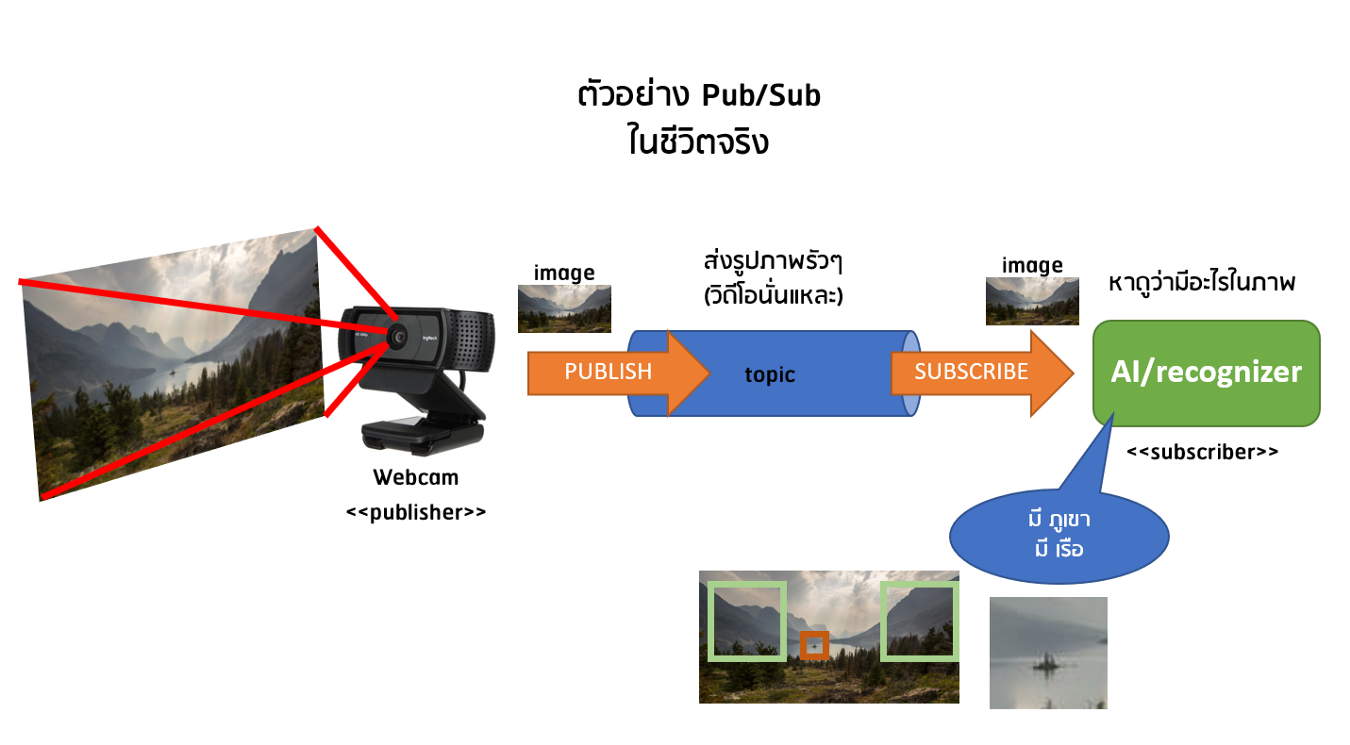 ตัวอย่าง Pub/Sub
ในชีวิตจริง
image
ส่งรูปภาพรัวๆ
(วิดีโอนั่นแหละ)
image
หาดูว่ามีอะไรในภาพ
logitech
PUBLISH
topic
SUBSCRIBE
AI/recognizer
Webcam
<<publisher>>
<<subscriber>>
มี ภูเขา
มี เรือ